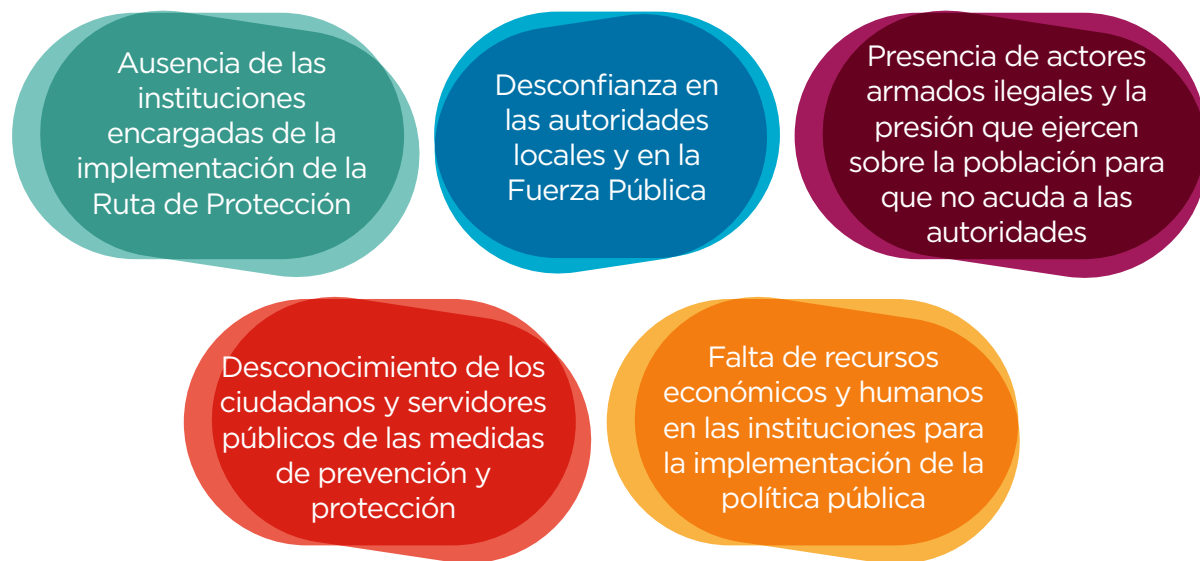 Ausencia de las
instituciones
encargadas de la
implementación de la
Ruta de Protección
Desconfianza en
las autoridades
locales y en la
Fuerza Pública
Presencia de actores
armados ilegales y la
presión que ejercen
sobre la población para
que no acuda a las
autoridades
Desconocimiento de los
ciudadanos y servidores
públicos de las medidas
de prevención y
protección
Falta de recursos
económicos y humanos
en las instituciones para
la implementación de la
política pública